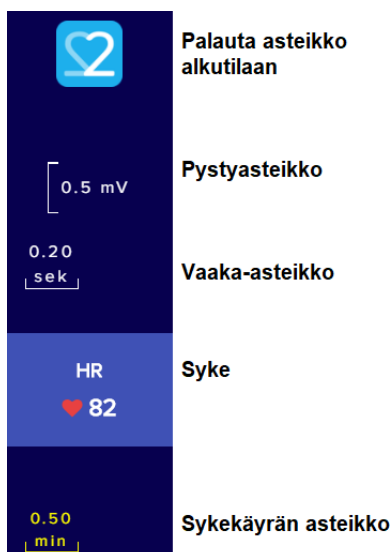 Palauta asteikko
alkutilaan
0.5 mV
Pystyasteikko
0.20
sek
Vaaka-asteikko
HR
82
Syke
0.50
min
Sykekäyrän asteikko